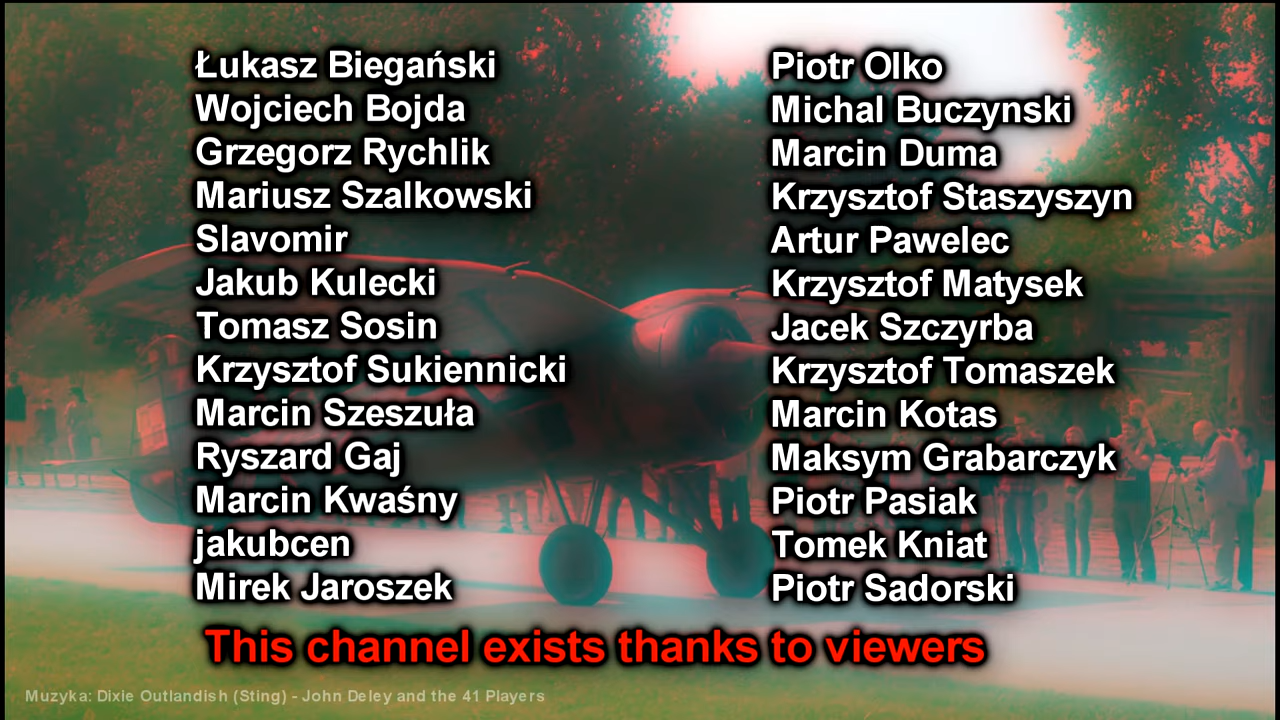 Łukasz Biegański
Wojciech Bojda
Grzegorz Rychlik
Mariusz Szalkowski
Slavomir
Jakub Kulecki
Tomasz Sosin
Krzysztof Sukiennicki
Marcin Szeszuła
Ryszard Gaj
Marcin Kwaśny
jakubcen
Mirek Jaroszek
Piotr Olko
Michal Buczynski
Marcin Duma
Krzysztof Staszyszyn
Artur Pawelec
Krzysztof Matysek
Jacek Szczyrba
Krzysztof Tomaszek
Marcin Kotas
Maksym Grabarczyk
Piotr Pasiak
Tomek Kniat
Piotr Sadorski
This channel exists thanks to viewers
Muzyka: Dixie Outlandish (Sting) - John Deley and the 41 Players